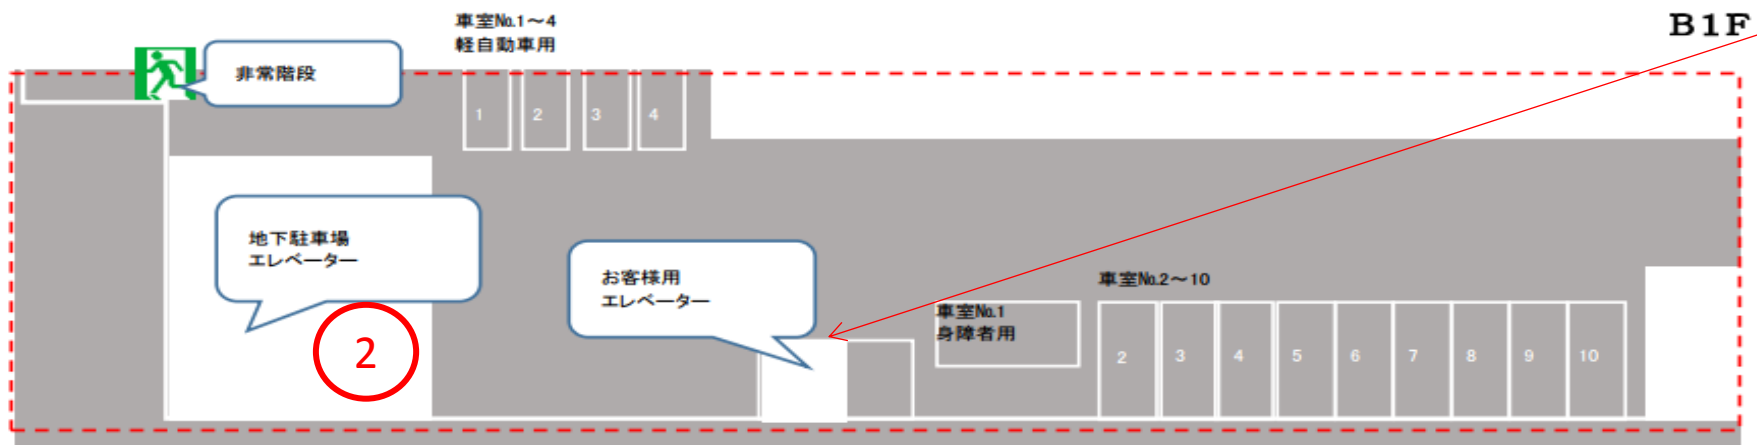 車室No.1～4
軽自動車用
B1F
非常階段
1
2
3
4
地下駐車場
エレベーター
お客様用
エレベーター
車室No.2～10
車室No.1
身障者用
2
2
3
4
5
6
7
8
9
10